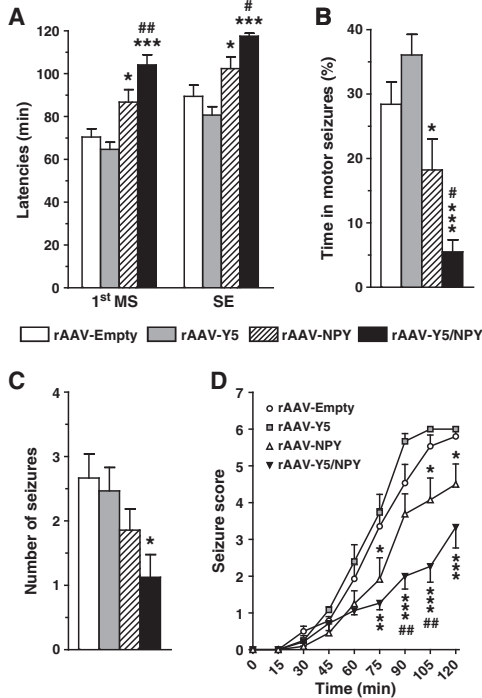 A
Latencies (min)
120
100
80
60
40
20
0
*
##
***
*
#
***
1st MS
SE
B
Time in motor seizures (%)
40
30
20
10
0
*
#
***
rAAV-Empty
rAAV-Y5
rAAV-NPY
rAAV-Y5/NPY
C
Number of seizures
4
3
2
1
0
*
D
Seizure score
7
6
5
4
3
2
1
0
rAAV-Empty
rAAV-Y5
rAAV-NPY
rAAV-Y5/NPY
*
*
*
**
***
##
***
##
***
0 15 30 45 60 75 90 105 120
Time (min)